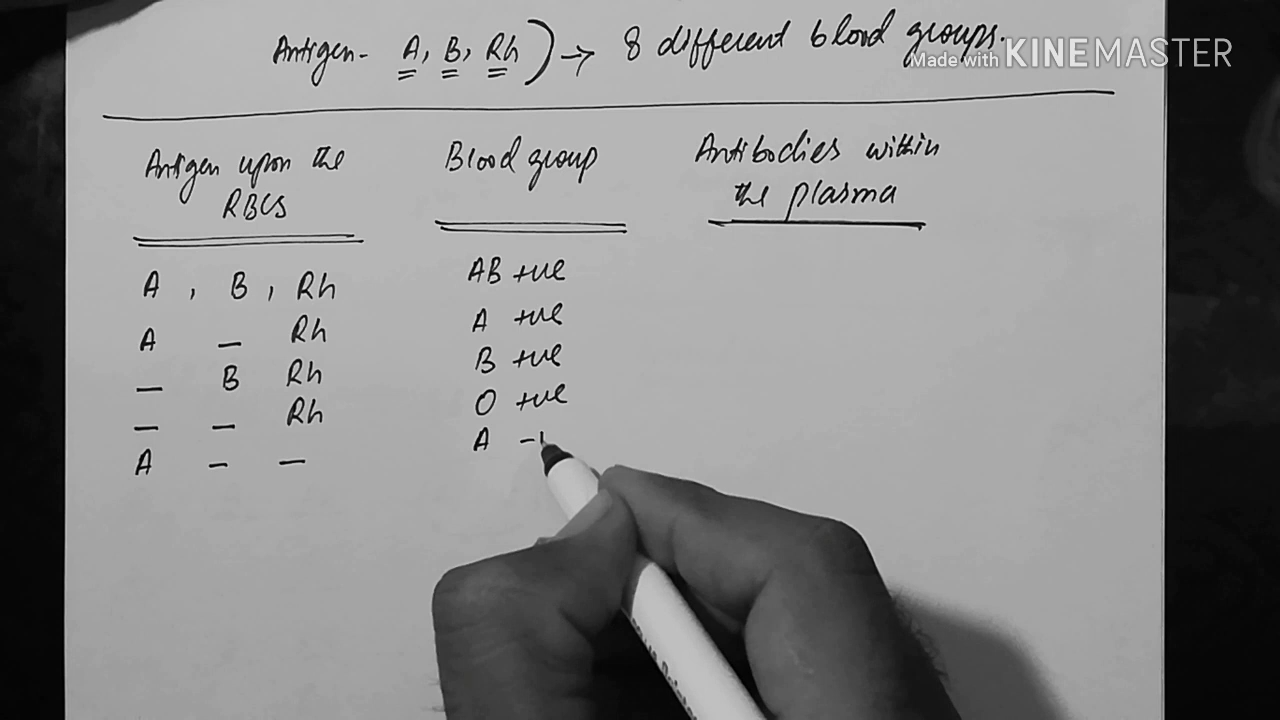 Antigen - A, B, Rh) → 8 different blood groups.
Made with KINEMASTER
Antigen upon the RBCs
Blood group
Antibodies within the plasma
A , B , Rh AB +ve
A — Rh A +ve
— B Rh B +ve
— — Rh O +ve
A — — A -